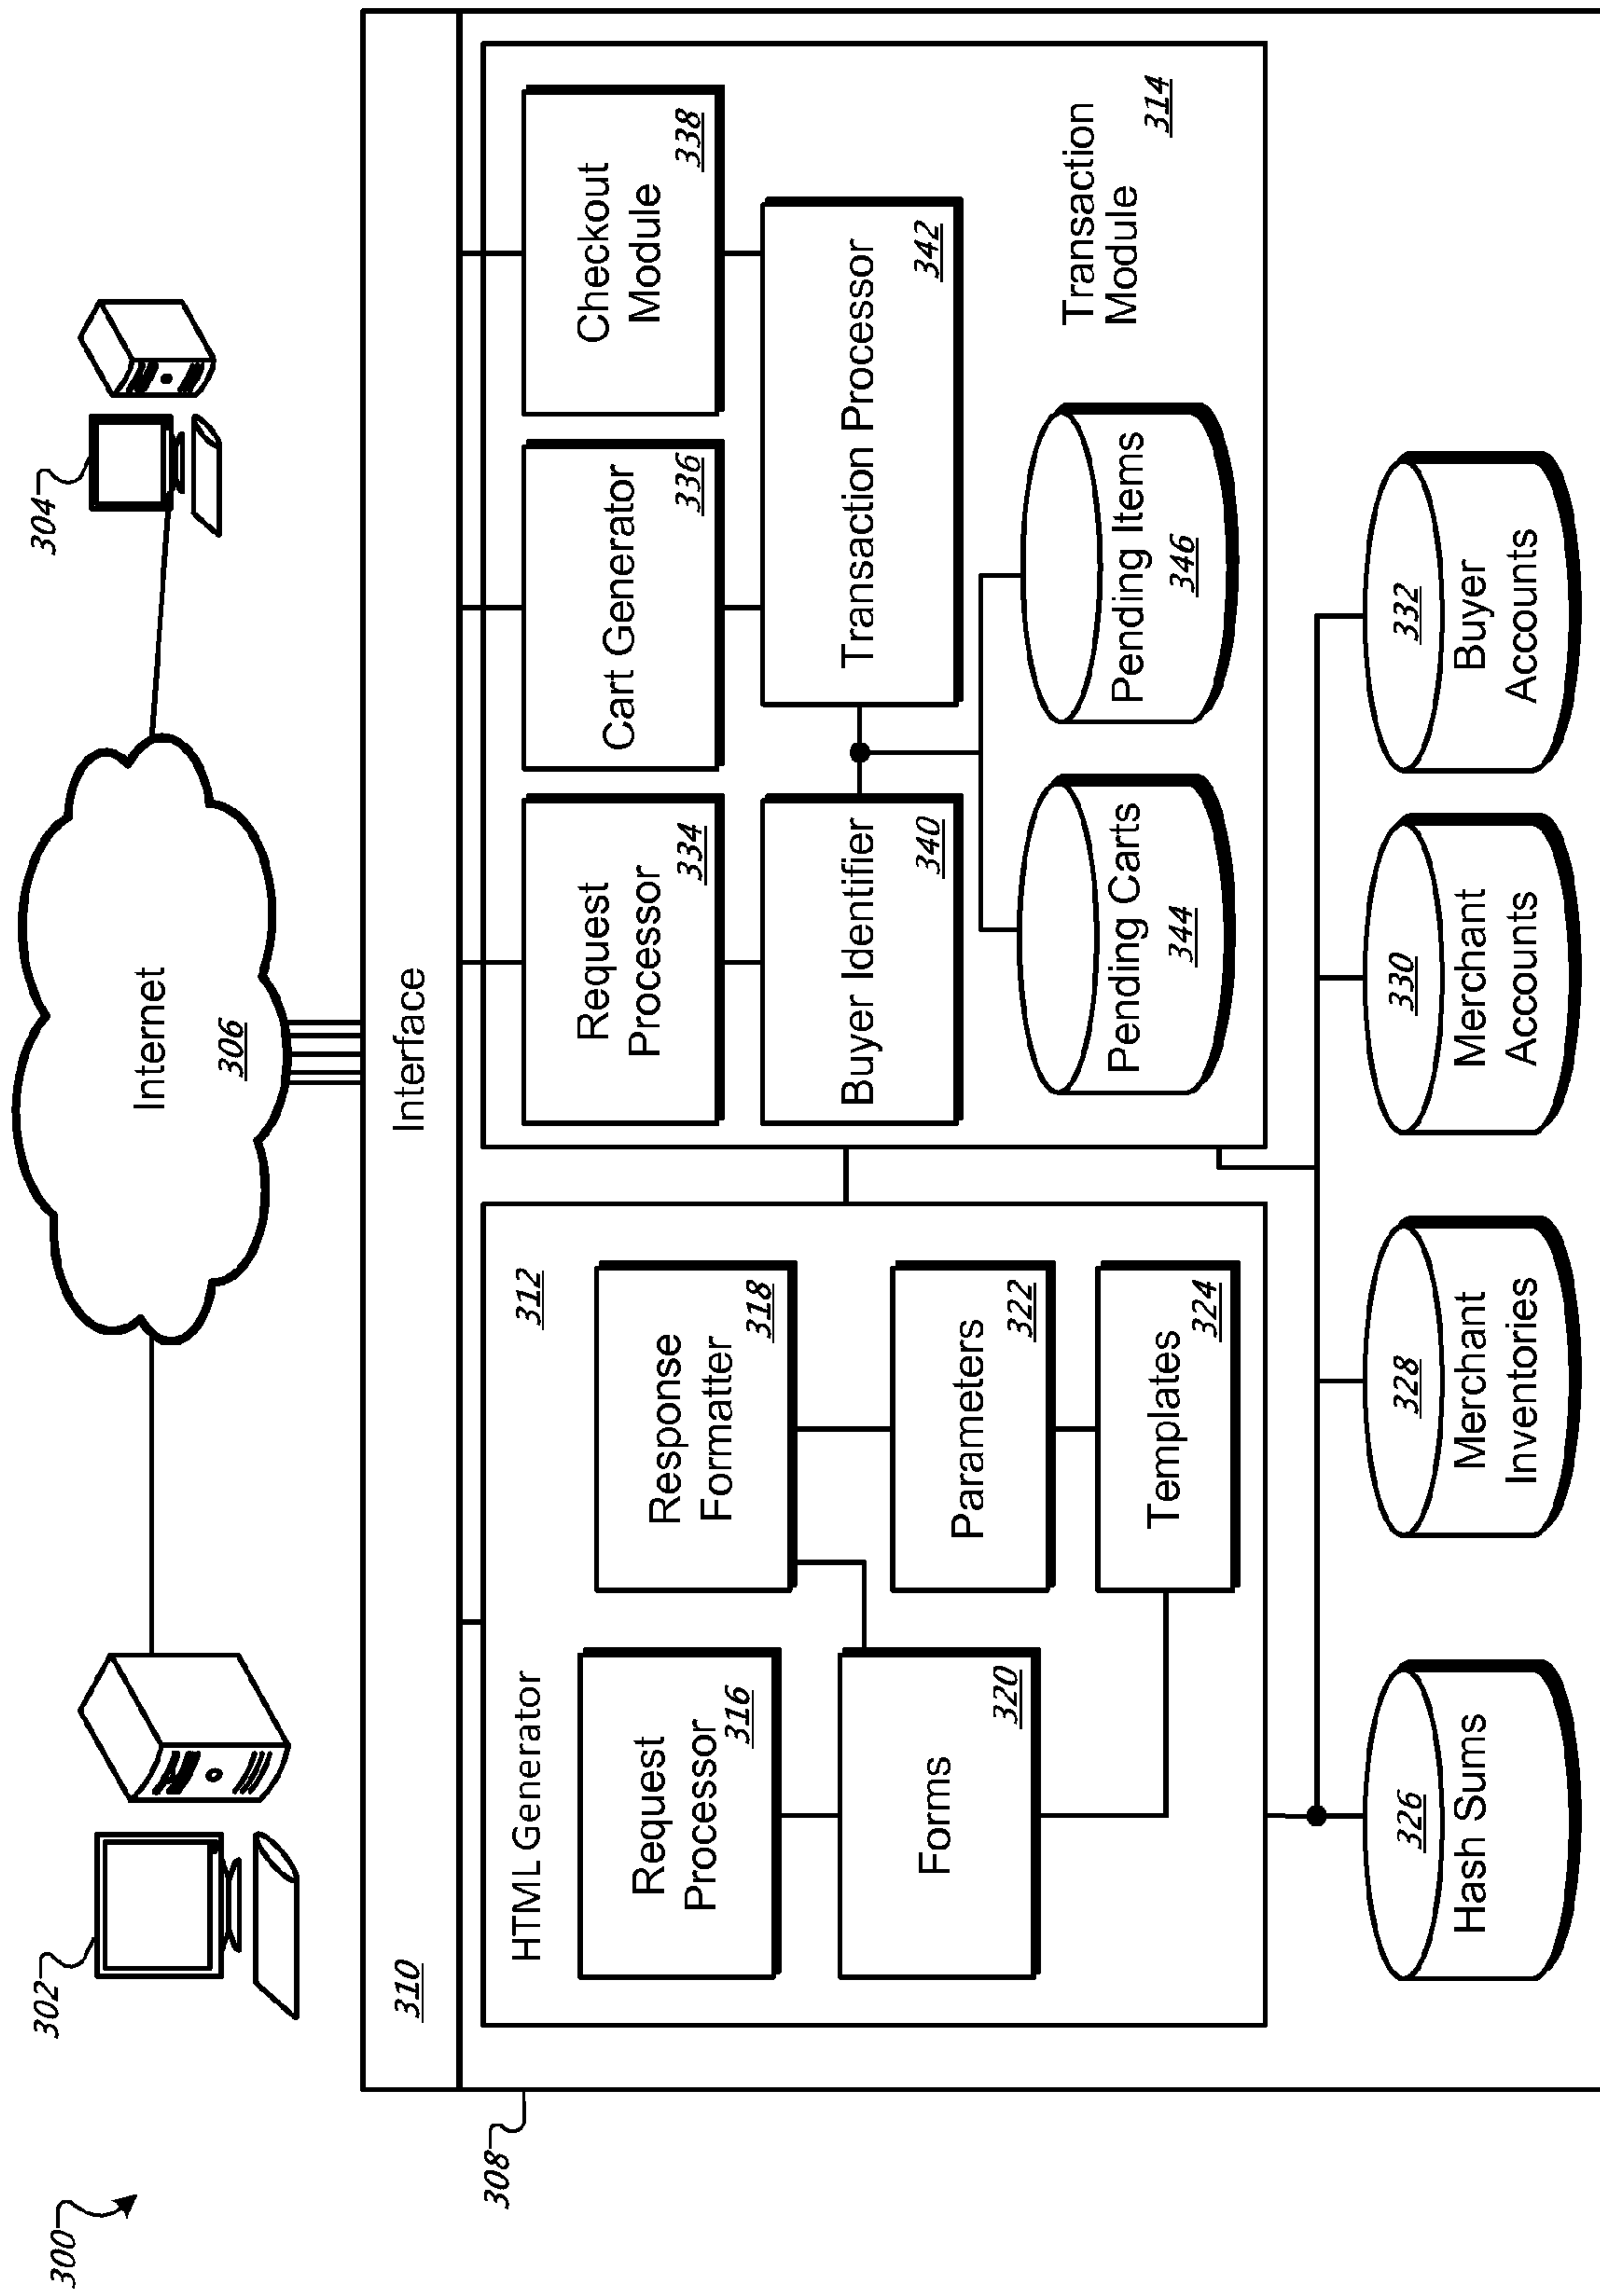 300
302
304
Internet
306
308
310
Interface
HTML Generator
312
Request
Processor
316
Response
Formatter
318
Forms
320
Parameters
322
Templates
324
Request
Processor
334
Cart Generator
336
Checkout
Module
338
Buyer Identifier
340
Transaction Processor
342
Pending Carts
344
Pending Items
346
Transaction
Module
314
326
Hash Sums
328
Merchant
Inventories
330
Merchant
Accounts
332
Buyer
Accounts